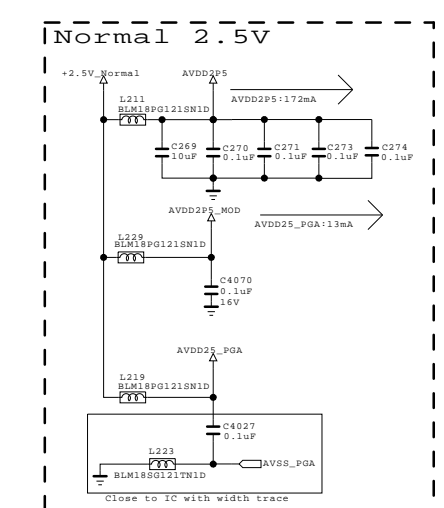 Normal 2.5V
+2.5V_Normal
AVDD2P5
L211
BLM18PG121SN1D
AVDD2P5:172mA
C269
10uF
C270
0.1uF
C271
0.1uF
C273
0.1uF
C274
0.1uF
AVDD2P5_MOD
AVDD25_PGA:13mA
L229
BLM18PG121SN1D
C4070
0.1uF
16V
AVDD25_PGA
L219
BLM18PG121SN1D
C4027
0.1uF
L223
BLM18SG121TN1D
AVSS_PGA
Close to IC with width trace